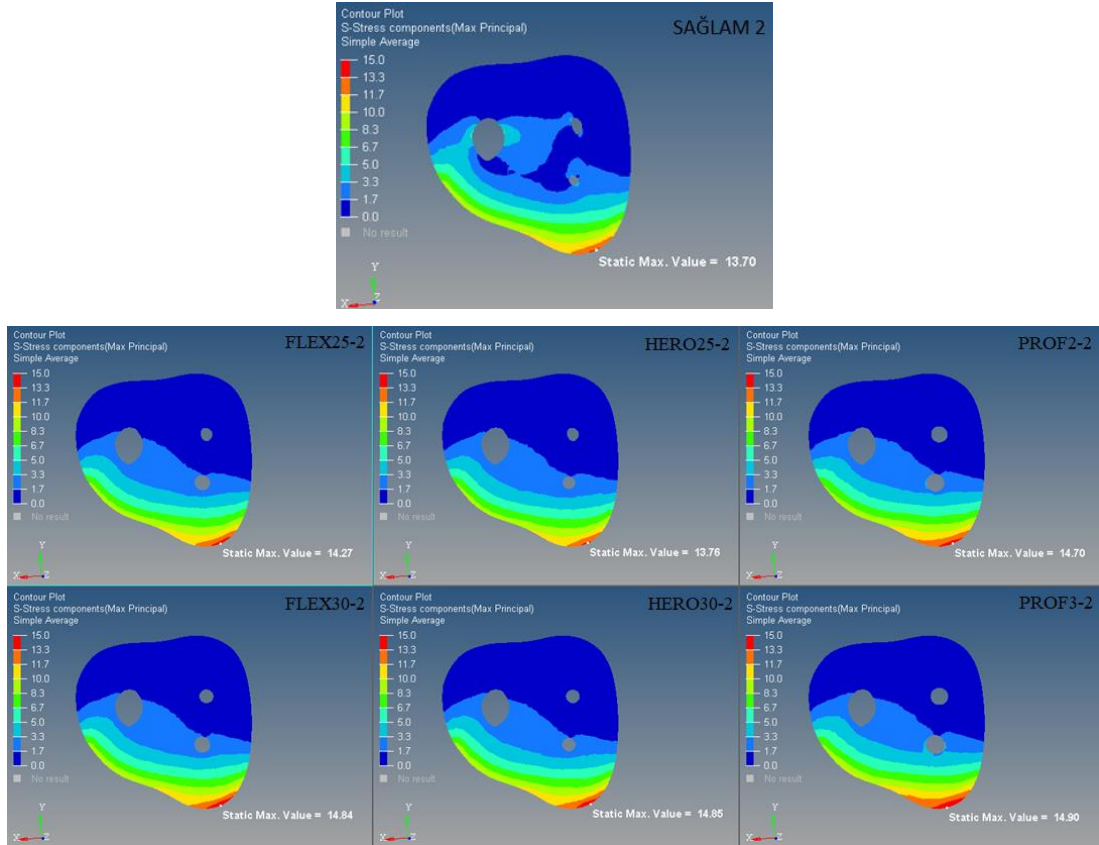 Contour Plot
S-Stress components(Max Principal)
Simple Average
SAĞLAM 2
15.0
13.3
11.7
10.0
8.3
6.7
5.0
3.3
1.7
0.0
No result
Static Max. Value = 13.70
Y
X Z
Contour Plot
S-Stress components(Max Principal)
Simple Average
FLEX25-2
15.0
13.3
11.7
10.0
8.3
6.7
5.0
3.3
1.7
0.0
No result
Static Max. Value = 14.27
Y
X Z
Contour Plot
S-Stress components(Max Principal)
Simple Average
HERO25-2
15.0
13.3
11.7
10.0
8.3
6.7
5.0
3.3
1.7
0.0
No result
Static Max. Value = 13.76
Y
X Z
Contour Plot
S-Stress components(Max Principal)
Simple Average
PROF2-2
15.0
13.3
11.7
10.0
8.3
6.7
5.0
3.3
1.7
0.0
No result
Static Max. Value = 14.70
Y
X Z
Contour Plot
S-Stress components(Max Principal)
Simple Average
FLEX30-2
15.0
13.3
11.7
10.0
8.3
6.7
5.0
3.3
1.7
0.0
No result
Static Max. Value = 14.84
Y
X Z
Contour Plot
S-Stress components(Max Principal)
Simple Average
HERO30-2
15.0
13.3
11.7
10.0
8.3
6.7
5.0
3.3
1.7
0.0
No result
Static Max. Value = 14.85
Y
X Z
Contour Plot
S-Stress components(Max Principal)
Simple Average
PROF3-2
15.0
13.3
11.7
10.0
8.3
6.7
5.0
3.3
1.7
0.0
No result
Static Max. Value = 14.90
Y
X Z